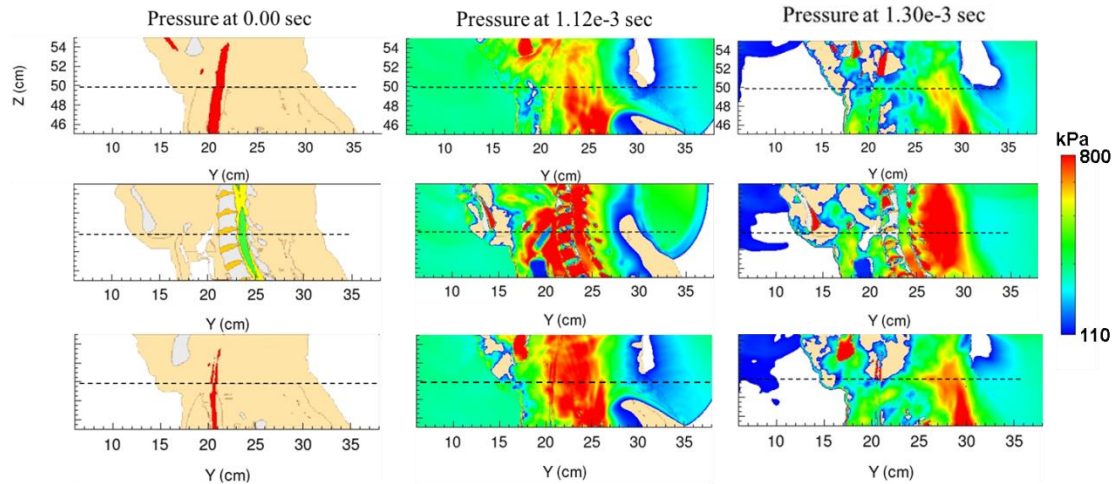 Pressure at 0.00 sec
Pressure at 1.12e-3 sec
Pressure at 1.30e-3 sec
54
52
50
48
46
Z (cm)
10 15 20 25 30 35
Y (cm)
54
52
50
48
46
10 15 20 25 30 35
Y (cm)
54
52
50
48
46
10 15 20 25 30 35
Y (cm)
kPa
800
110
10 15 20 25 30 35
Y (cm)
10 15 20 25 30 35
Y (cm)
10 15 20 25 30 35
Y (cm)
10 15 20 25 30 35
Y (cm)
10 15 20 25 30 35
Y (cm)
10 15 20 25 30 35
Y (cm)